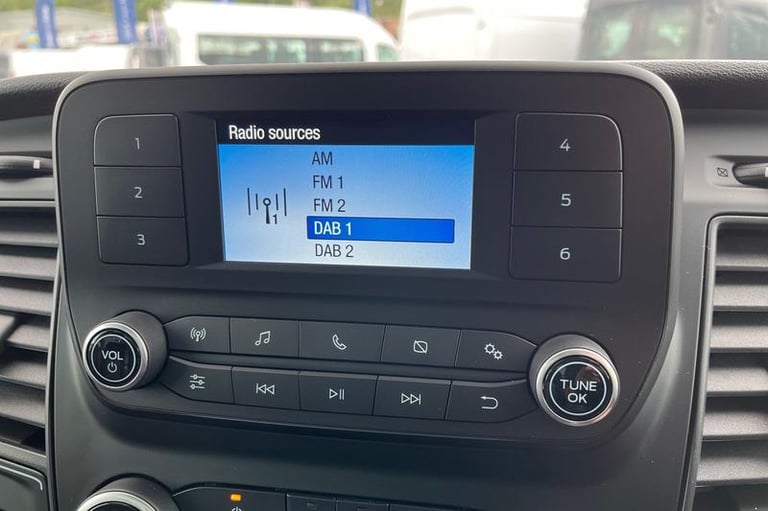 Radio sources
AM
FM 1
FM 2
DAB 1
DAB 2
1
1
2
3
4
5
6
VOL
TUNE
OK